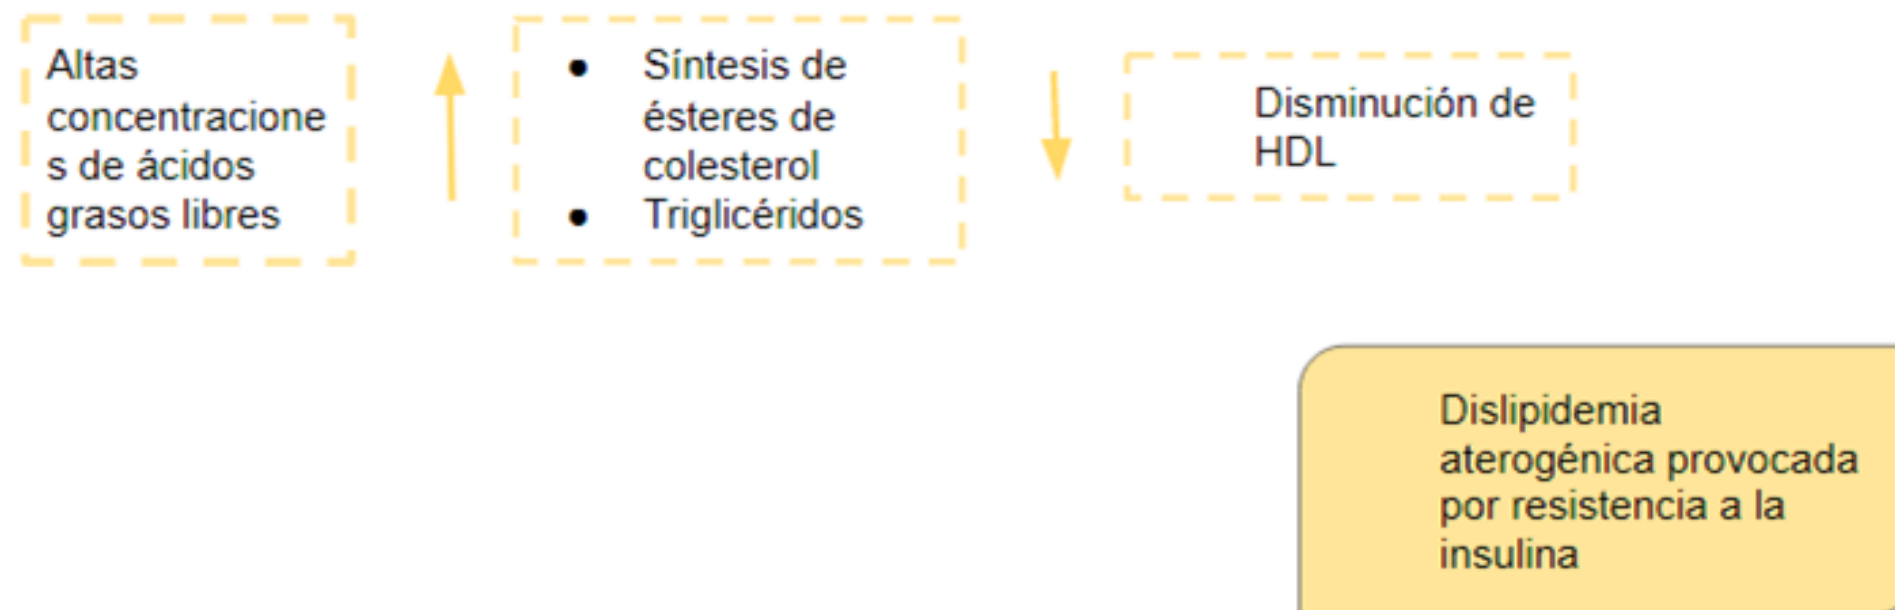 Altas
concentracione
s de ácidos
grasos libres
● Síntesis de
ésteres de
colesterol
● Triglicéridos
Disminución de
HDL
Dislipidemia
aterogénica provocada
por resistencia a la
insulina